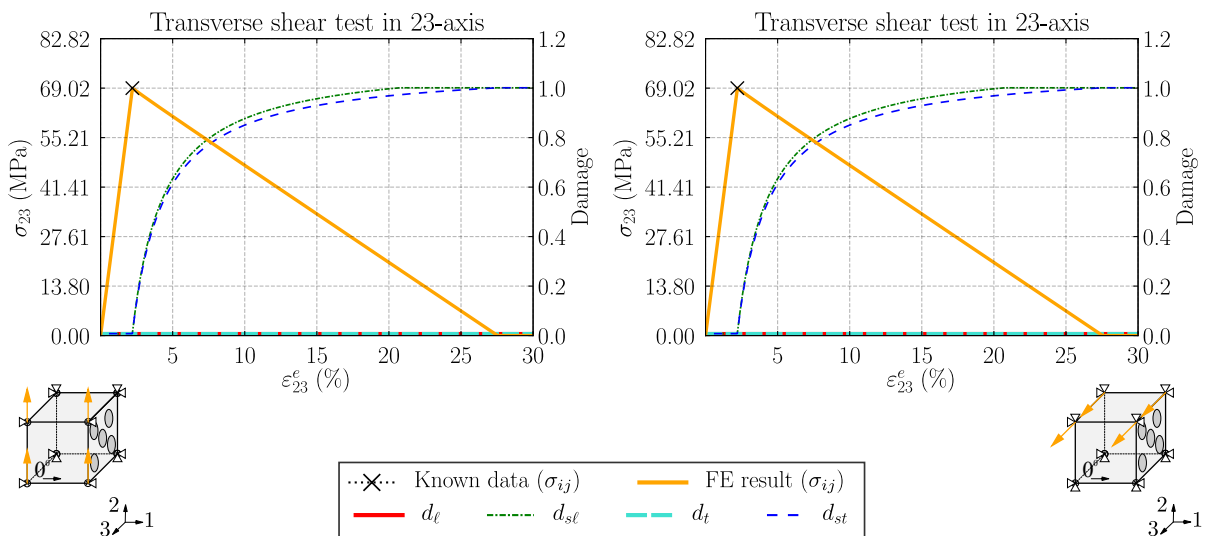 Transverse shear test in 23-axis
82.82
69.02
55.21
41.41
27.61
13.80
0.00
σ23 (MPa)
1.2
1.0
0.8
0.6
0.4
0.2
0.0
Damage
5 10 15 20 25 30
ε^e_23 (%)
Transverse shear test in 23-axis
82.82
69.02
55.21
41.41
27.61
13.80
0.00
σ23 (MPa)
1.2
1.0
0.8
0.6
0.4
0.2
0.0
Damage
5 10 15 20 25 30
ε^e_23 (%)
0°
2
3 1
Known data (σij) FE result (σij)
dℓ dsℓ dt dst
0°
2
3 1